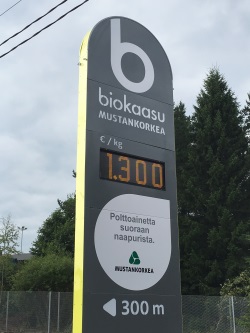 b
biokaasu
MUSTANKORKEA
€ / kg
1.300
Polttoainetta
suoraan
naapurista.
MUSTANKORKEA
300 m